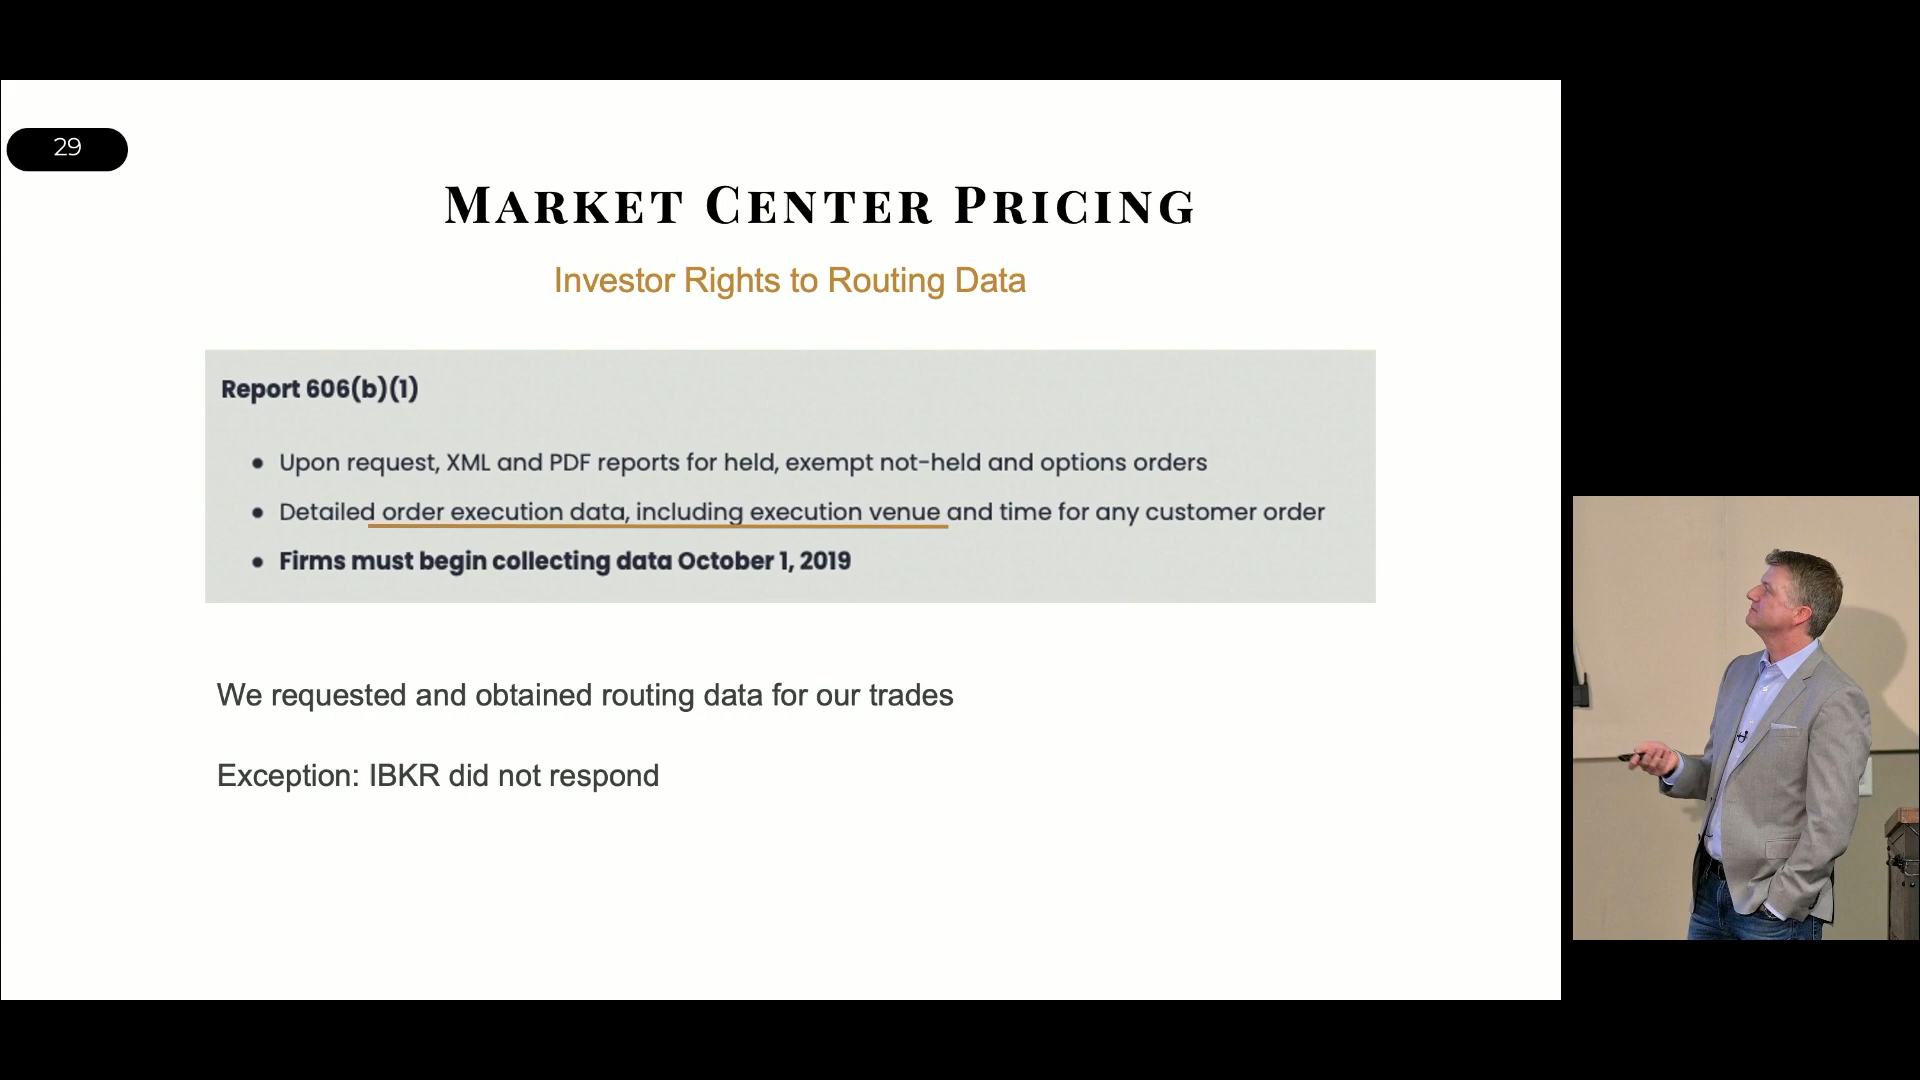 29
Market Center Pricing
Investor Rights to Routing Data
Report 606(b)(1)
• Upon request, XML and PDF reports for held, exempt not-held and options orders
• Detailed order execution data, including execution venue and time for any customer order
• Firms must begin collecting data October 1, 2019
We requested and obtained routing data for our trades
Exception: IBKR did not respond